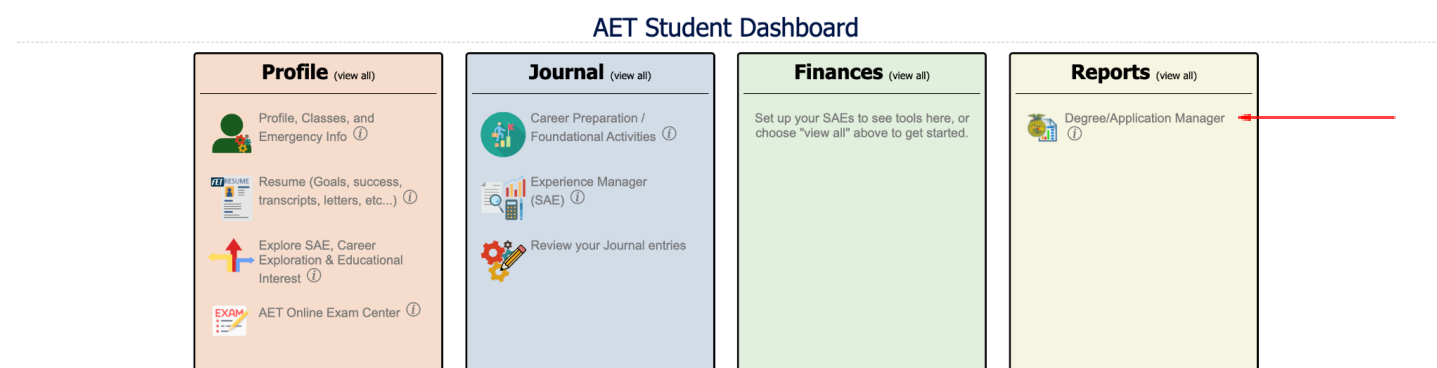 AET Student Dashboard
Profile (view all)
Profile, Classes, and
Emergency Info i
AET RESUME
Resume (Goals, success,
transcripts, letters, etc...) i
Explore SAE, Career
Exploration & Educational
Interest i
EXAM
AET Online Exam Center i
Journal (view all)
Career Preparation /
Foundational Activities i
Experience Manager
(SAE) i
Review your Journal entries
Finances (view all)
Set up your SAEs to see tools here, or
choose "view all" above to get started.
Reports (view all)
Degree/Application Manager
i